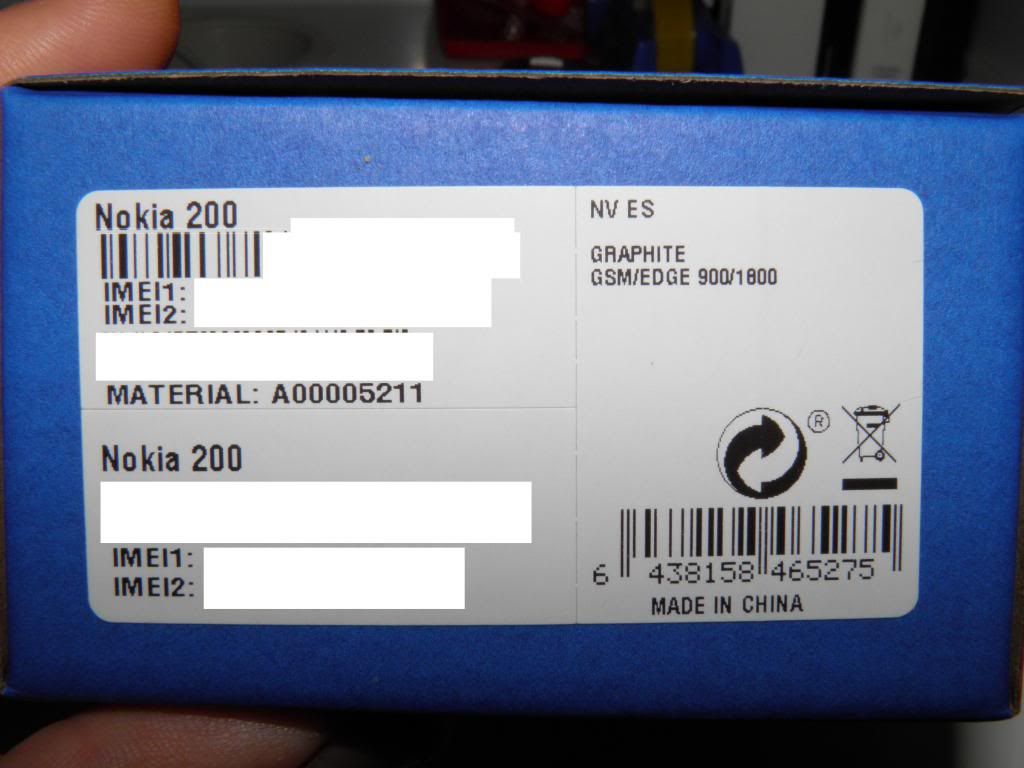 Nokia 200
IMEI1:
IMEI2:
MATERIAL: A00005211
Nokia 200
IMEI1:
IMEI2:
NV ES
GRAPHITE
GSM/EDGE 900/1800
®
6 438158 465275
MADE IN CHINA